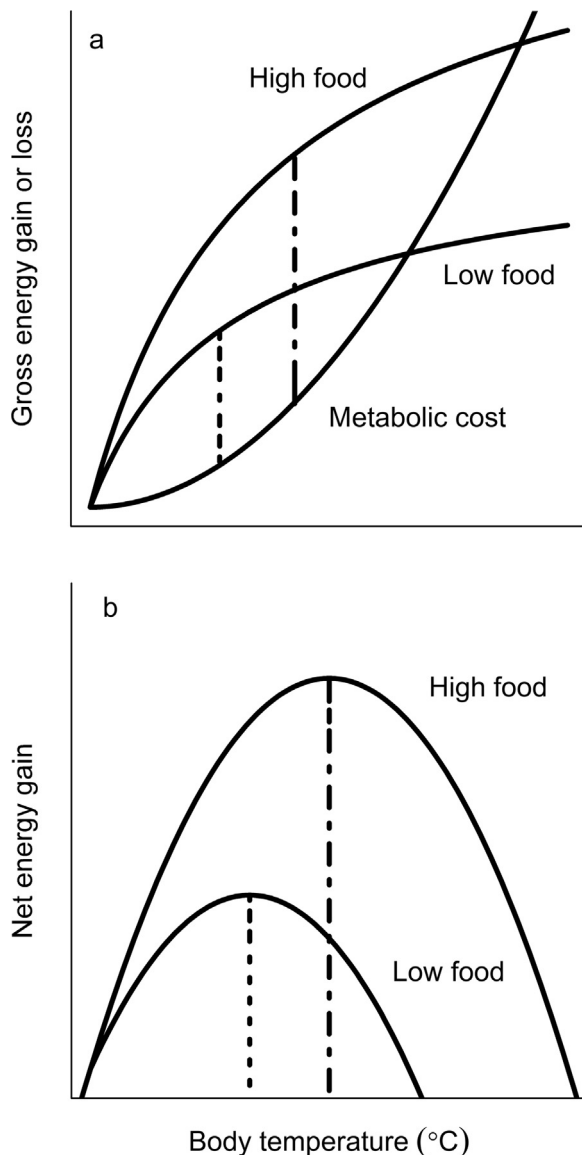 a
High food
Low food
Metabolic cost
Gross energy gain or loss
b
High food
Low food
Net energy gain
Body temperature (°C)